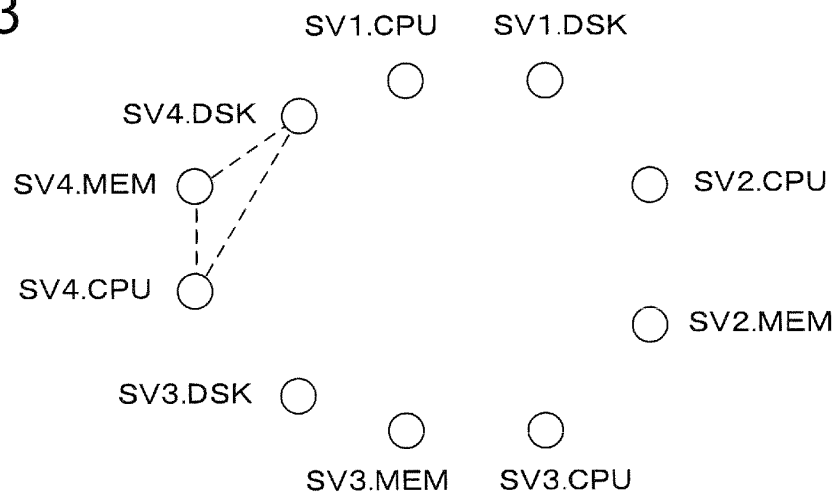 3
SV1.CPU SV1.DSK
SV4.DSK
SV4.MEM SV2.CPU
SV4.CPU
SV2.MEM
SV3.DSK
SV3.MEM SV3.CPU